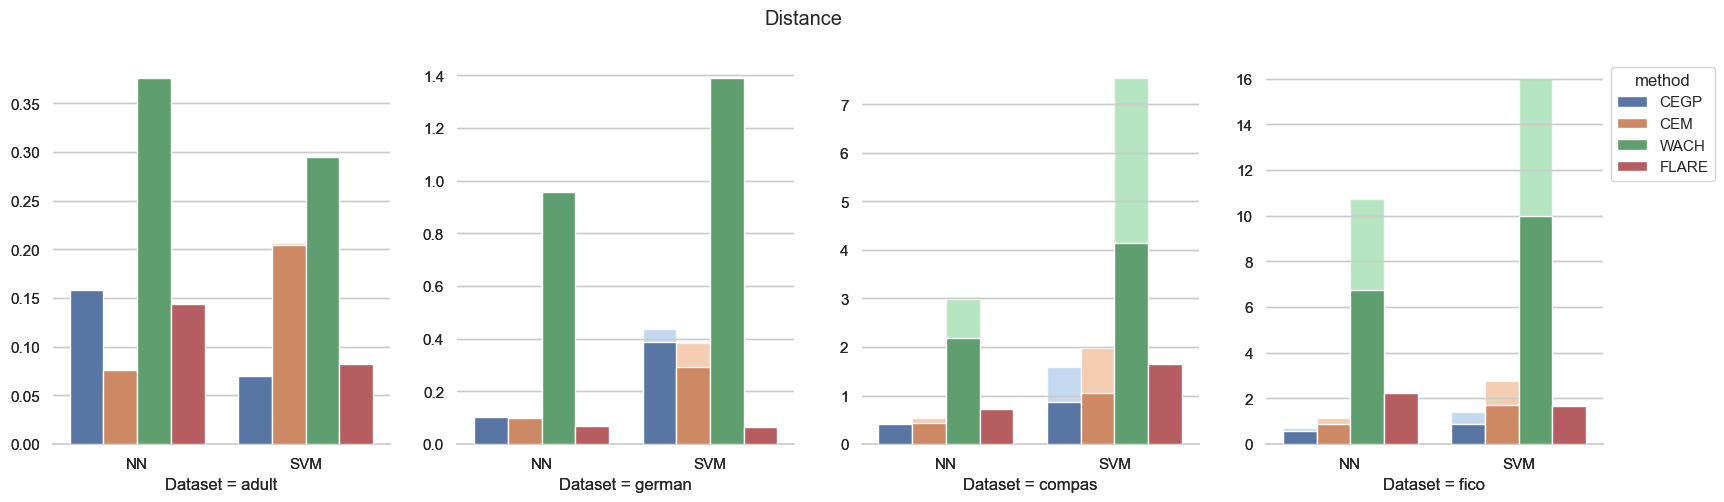 Distance
0.35
0.30
0.25
0.20
0.15
0.10
0.05
0.00
NN SVM
Dataset = adult
1.4
1.2
1.0
0.8
0.6
0.4
0.2
0.0
NN SVM
Dataset = german
7
6
5
4
3
2
1
0
NN SVM
Dataset = compas
16
14
12
10
8
6
4
2
0
NN SVM
Dataset = fico
method
CEGP
CEM
WACH
FLARE